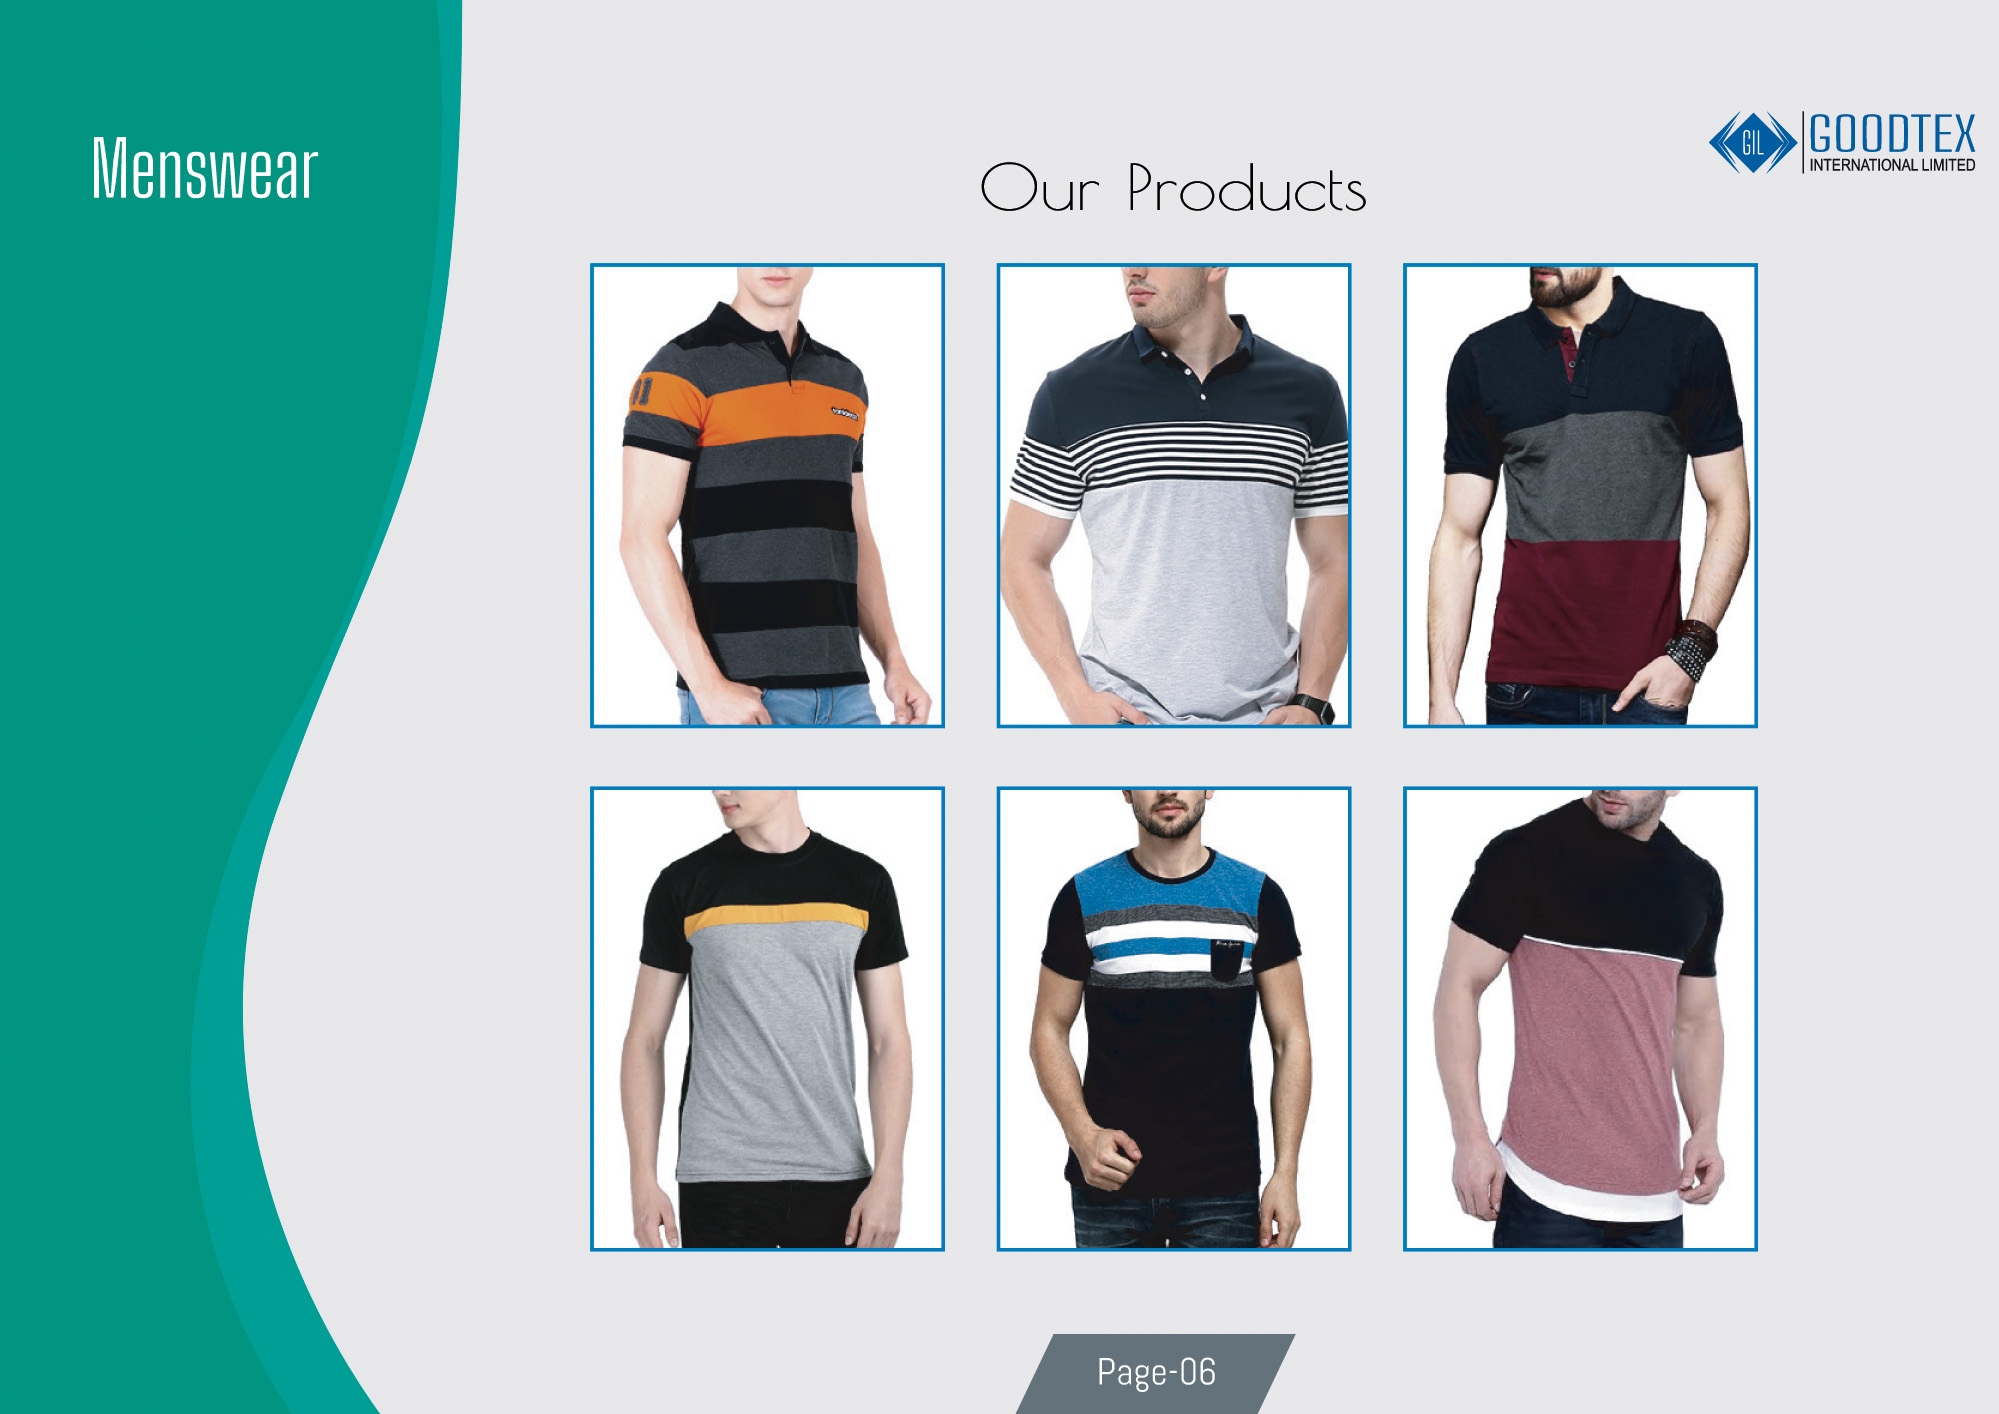 Menswear
Our Products
GIL
GOODTEX
INTERNATIONAL LIMITED
Page-06